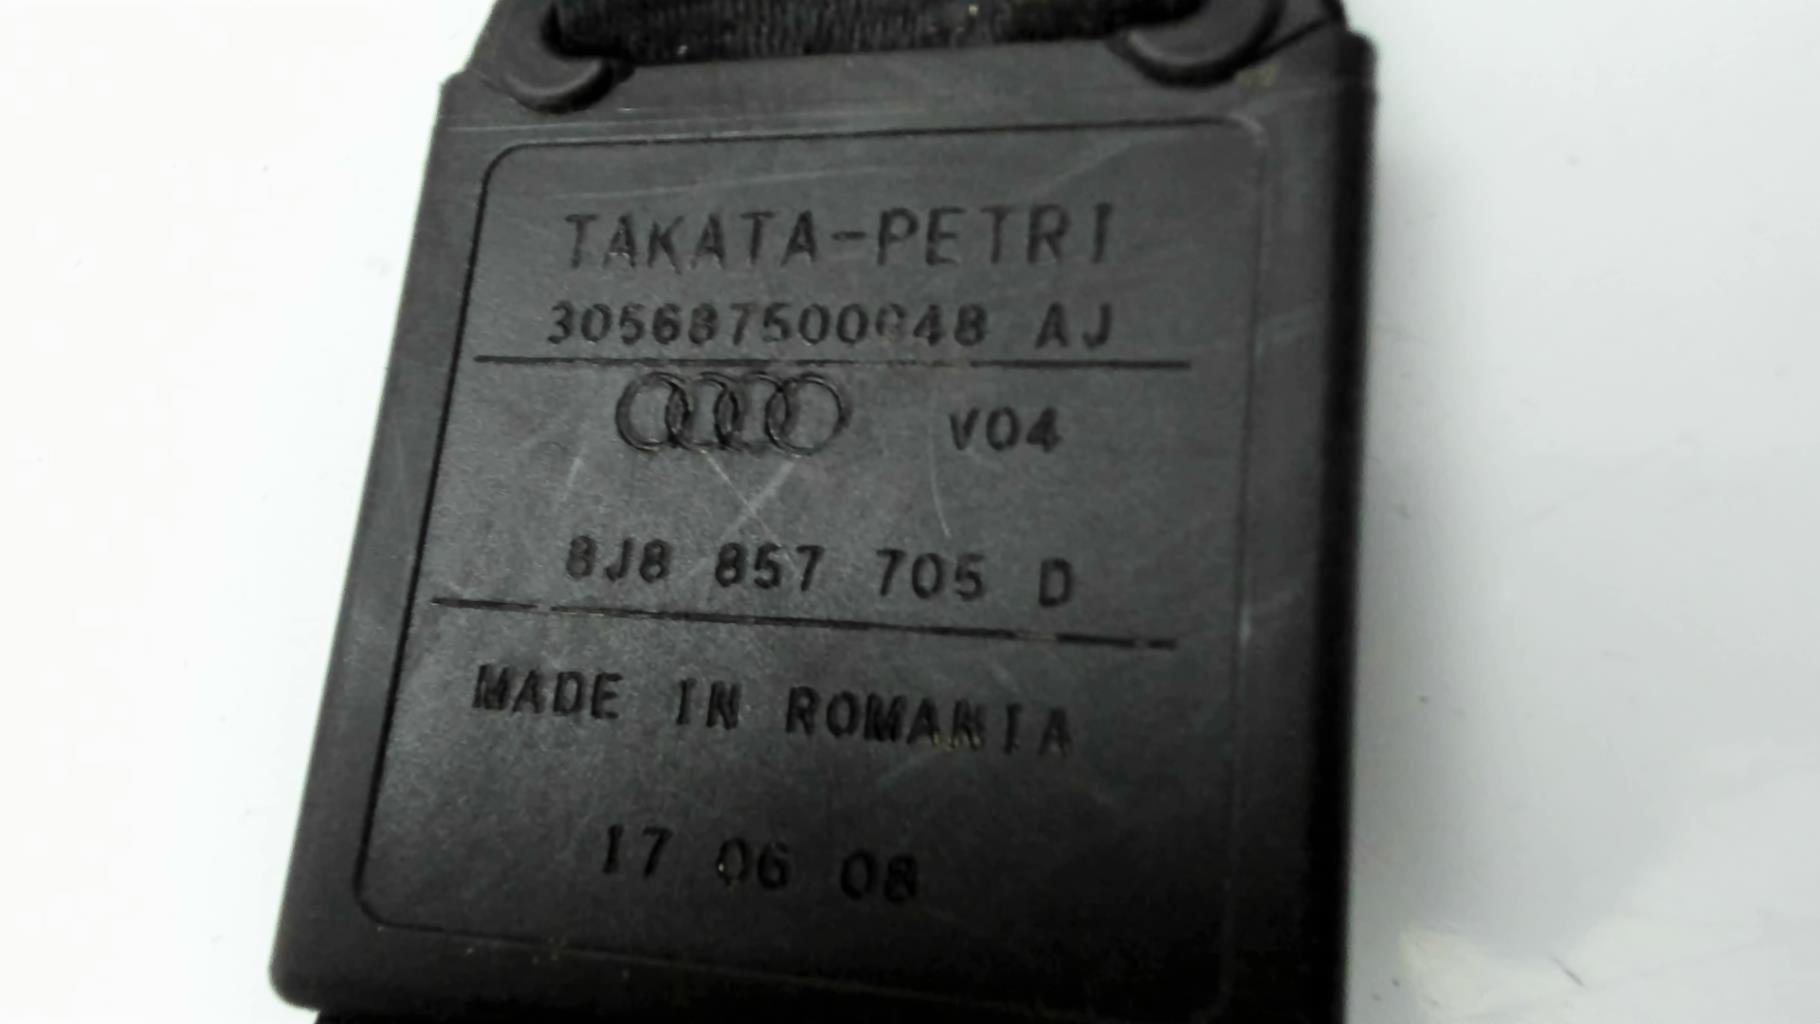 TAKATA-PETRI
305687500048 AJ
V04
8J8 857 705 D
MADE IN ROMANIA
17 06 08